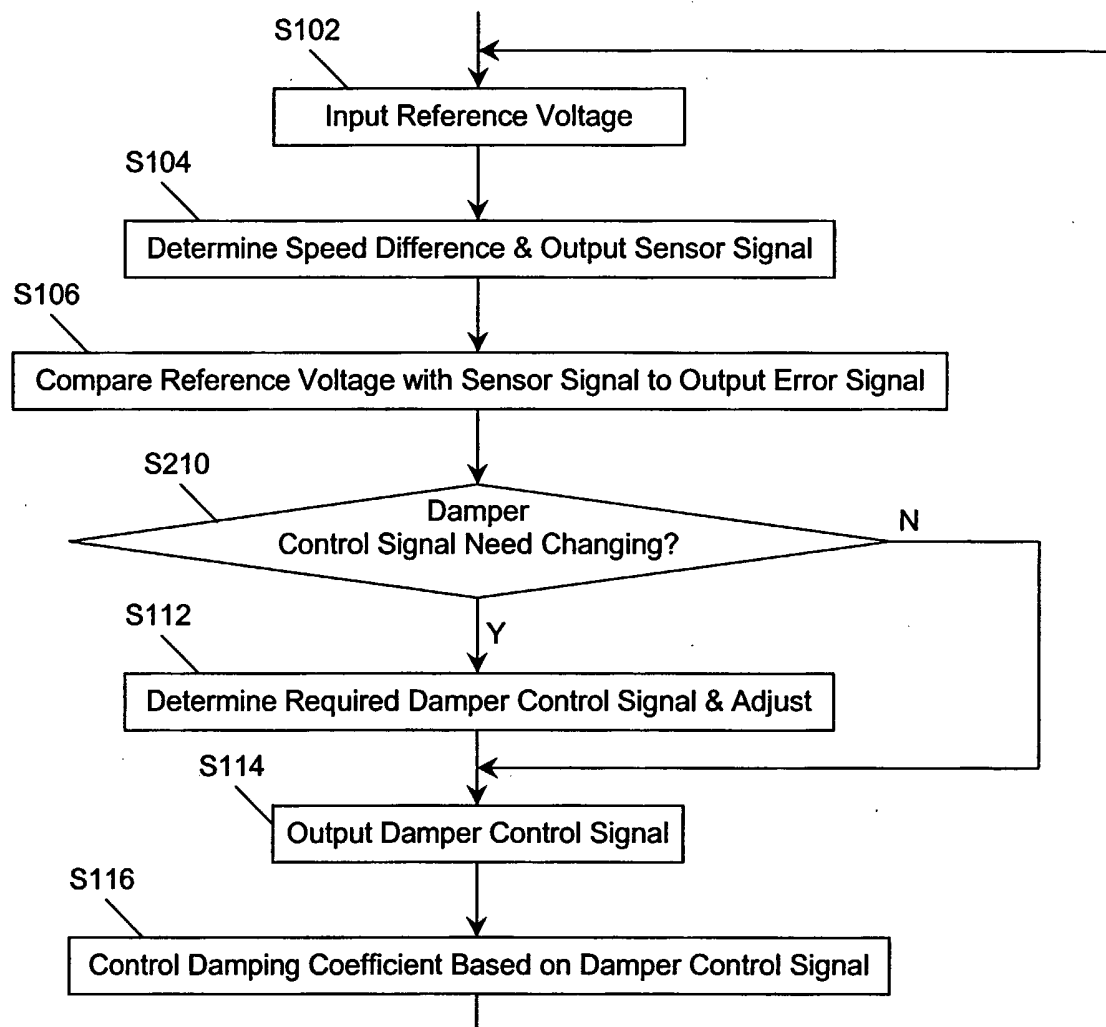 S102
Input Reference Voltage
S104
Determine Speed Difference & Output Sensor Signal
S106
Compare Reference Voltage with Sensor Signal to Output Error Signal
S210
Damper
Control Signal Need Changing?
N
Y
S112
Determine Required Damper Control Signal & Adjust
S114
Output Damper Control Signal
S116
Control Damping Coefficient Based on Damper Control Signal